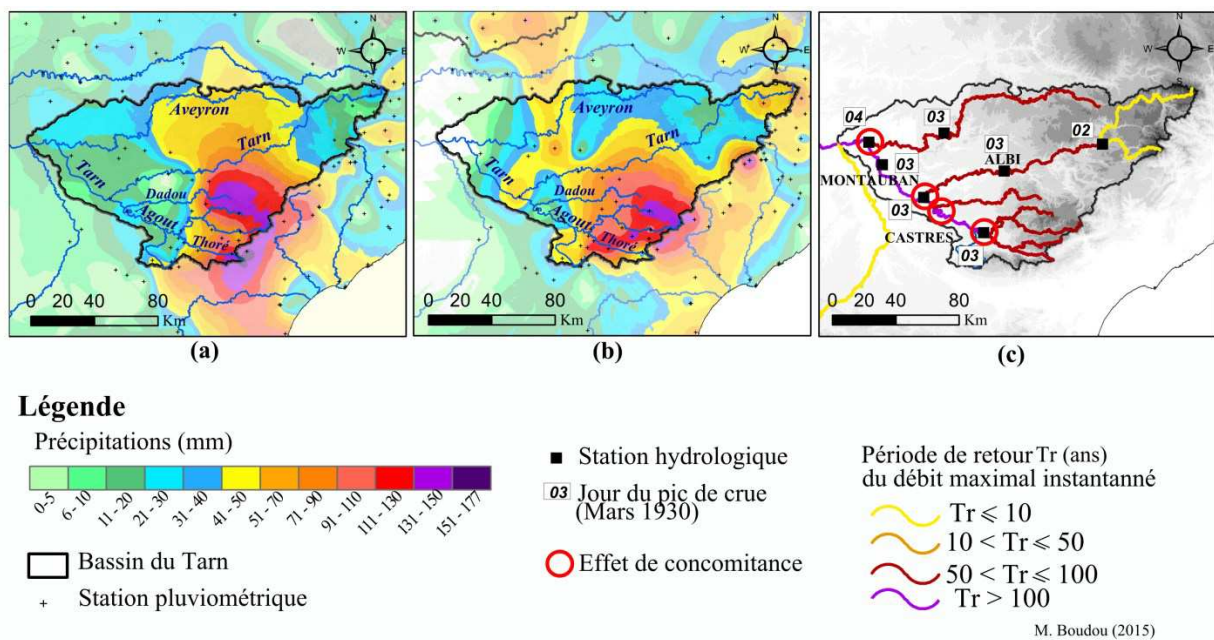 N
W
E
Aveyron
Tarn
Tarn
Dadou
Agout
Thoré
0
20 40
80
Km
(a)
N
W
E
Aveyron
Tarn
Tarn
Dadou
Agout
Thoré
0
20 40
80
Km
(b)
N
W
E
S
04
03
02
03
ALBI
03
MONTAUBAN
03
CASTRES
03
0
20 40
80
Km
(c)
Légende
Précipitations (mm)
0-5
6-10
11-20
21-30
31-40
41-50
51-70
71-90
91 - 110
111-130
131-150
151-177
Bassin du Tarn
+ Station pluviométrique
Station hydrologique
03 Jour du pic de crue
(Mars 1930)
Effet de concomitance
Période de retour Tr (ans)
du débit maximal instantanné
Tr ⩽ 10
10 < Tr ⩽ 50
50 < Tr ⩽ 100
Tr > 100
M. Boudou (2015)